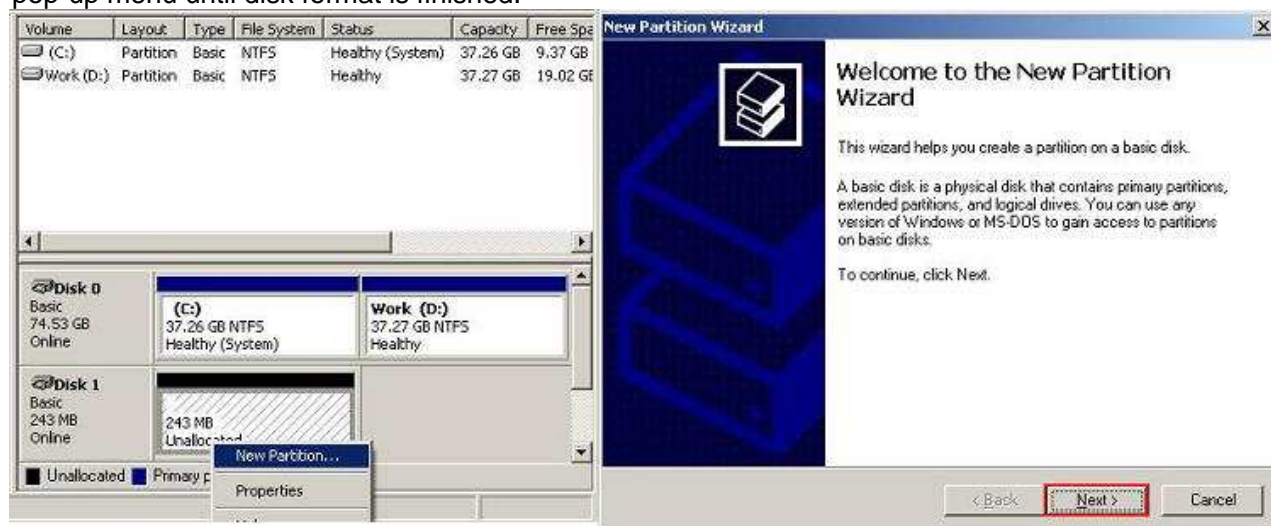 pop-up menu until disk format is finished.
Volume Layout Type File System Status Capacity Free Spa
(C:) Partition Basic NTFS Healthy (System) 37.26 GB 9.37 GB
Work (D:) Partition Basic NTFS Healthy 37.27 GB 19.02 GB
Disk 0
Basic
74.53 GB
Online
(C:)
37.26 GB NTFS
Healthy (System)
Work (D:)
37.27 GB NTFS
Healthy
Disk 1
Basic
243 MB
Online
243 MB
Unallocated
New Partition...
Properties
Unallocated Primary p
New Partition Wizard
Welcome to the New Partition
Wizard
This wizard helps you create a partition on a basic disk.
A basic disk is a physical disk that contains primary partitions,
extended partitions, and logical drives. You can use any
version of Windows or MS-DOS to gain access to partitions
on basic disks.
To continue, click Next.
< Back Next > Cancel